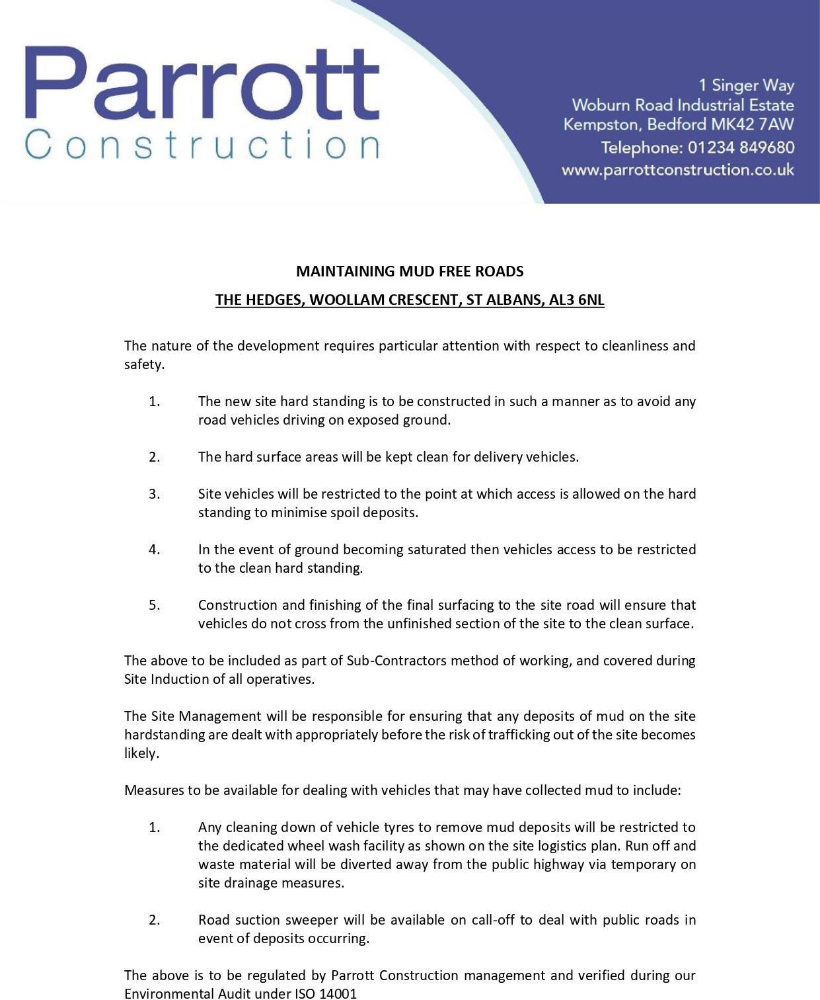 Parrott
Construction
1 Singer Way
Woburn Road Industrial Estate
Kempston, Bedford MK42 7AW
Telephone: 01234 849680
www.parrottconstruction.co.uk
MAINTAINING MUD FREE ROADS
THE HEDGES, WOOLLAM CRESCENT, ST ALBANS, AL3 6NL
The nature of the development requires particular attention with respect to cleanliness and
safety.
1. The new site hard standing is to be constructed in such a manner as to avoid any
road vehicles driving on exposed ground.
2. The hard surface areas will be kept clean for delivery vehicles.
3. Site vehicles will be restricted to the point at which access is allowed on the hard
standing to minimise spoil deposits.
4. In the event of ground becoming saturated then vehicles access to be restricted
to the clean hard standing.
5. Construction and finishing of the final surfacing to the site road will ensure that
vehicles do not cross from the unfinished section of the site to the clean surface.
The above to be included as part of Sub-Contractors method of working, and covered during
Site Induction of all operatives.
The Site Management will be responsible for ensuring that any deposits of mud on the site
hardstanding are dealt with appropriately before the risk of trafficking out of the site becomes
likely.
Measures to be available for dealing with vehicles that may have collected mud to include:
1. Any cleaning down of vehicle tyres to remove mud deposits will be restricted to
the dedicated wheel wash facility as shown on the site logistics plan. Run off and
waste material will be diverted away from the public highway via temporary on
site drainage measures.
2. Road suction sweeper will be available on call-off to deal with public roads in
event of deposits occurring.
The above is to be regulated by Parrott Construction management and verified during our
Environmental Audit under ISO 14001